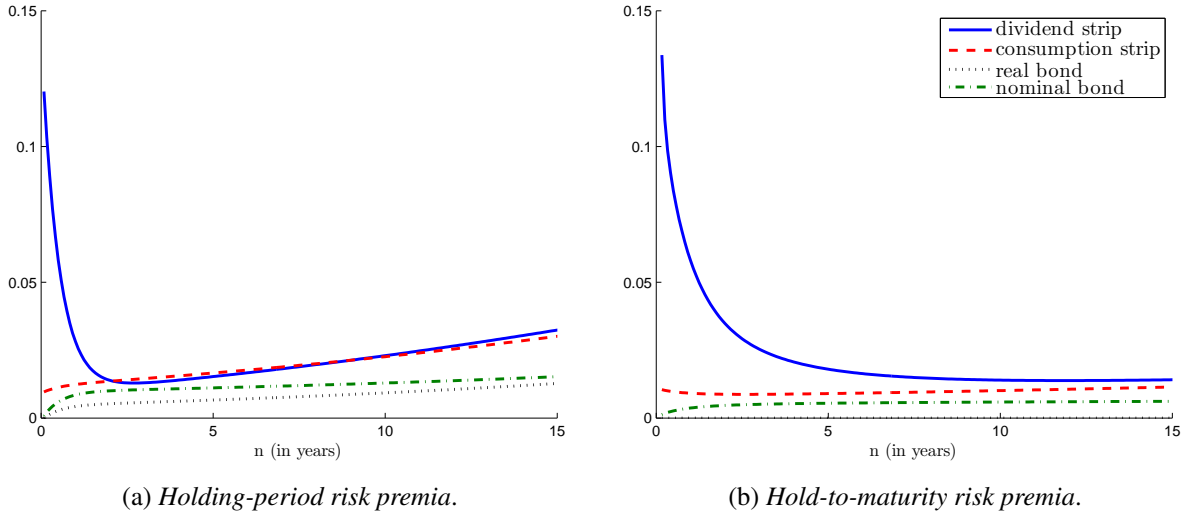 0.15
0.1
0.05
0
0 5 10 15
n (in years)
(a) Holding-period risk premia.
0.15
0.1
0.05
0
0 5 10 15
n (in years)
dividend strip
consumption strip
real bond
nominal bond
(b) Hold-to-maturity risk premia.